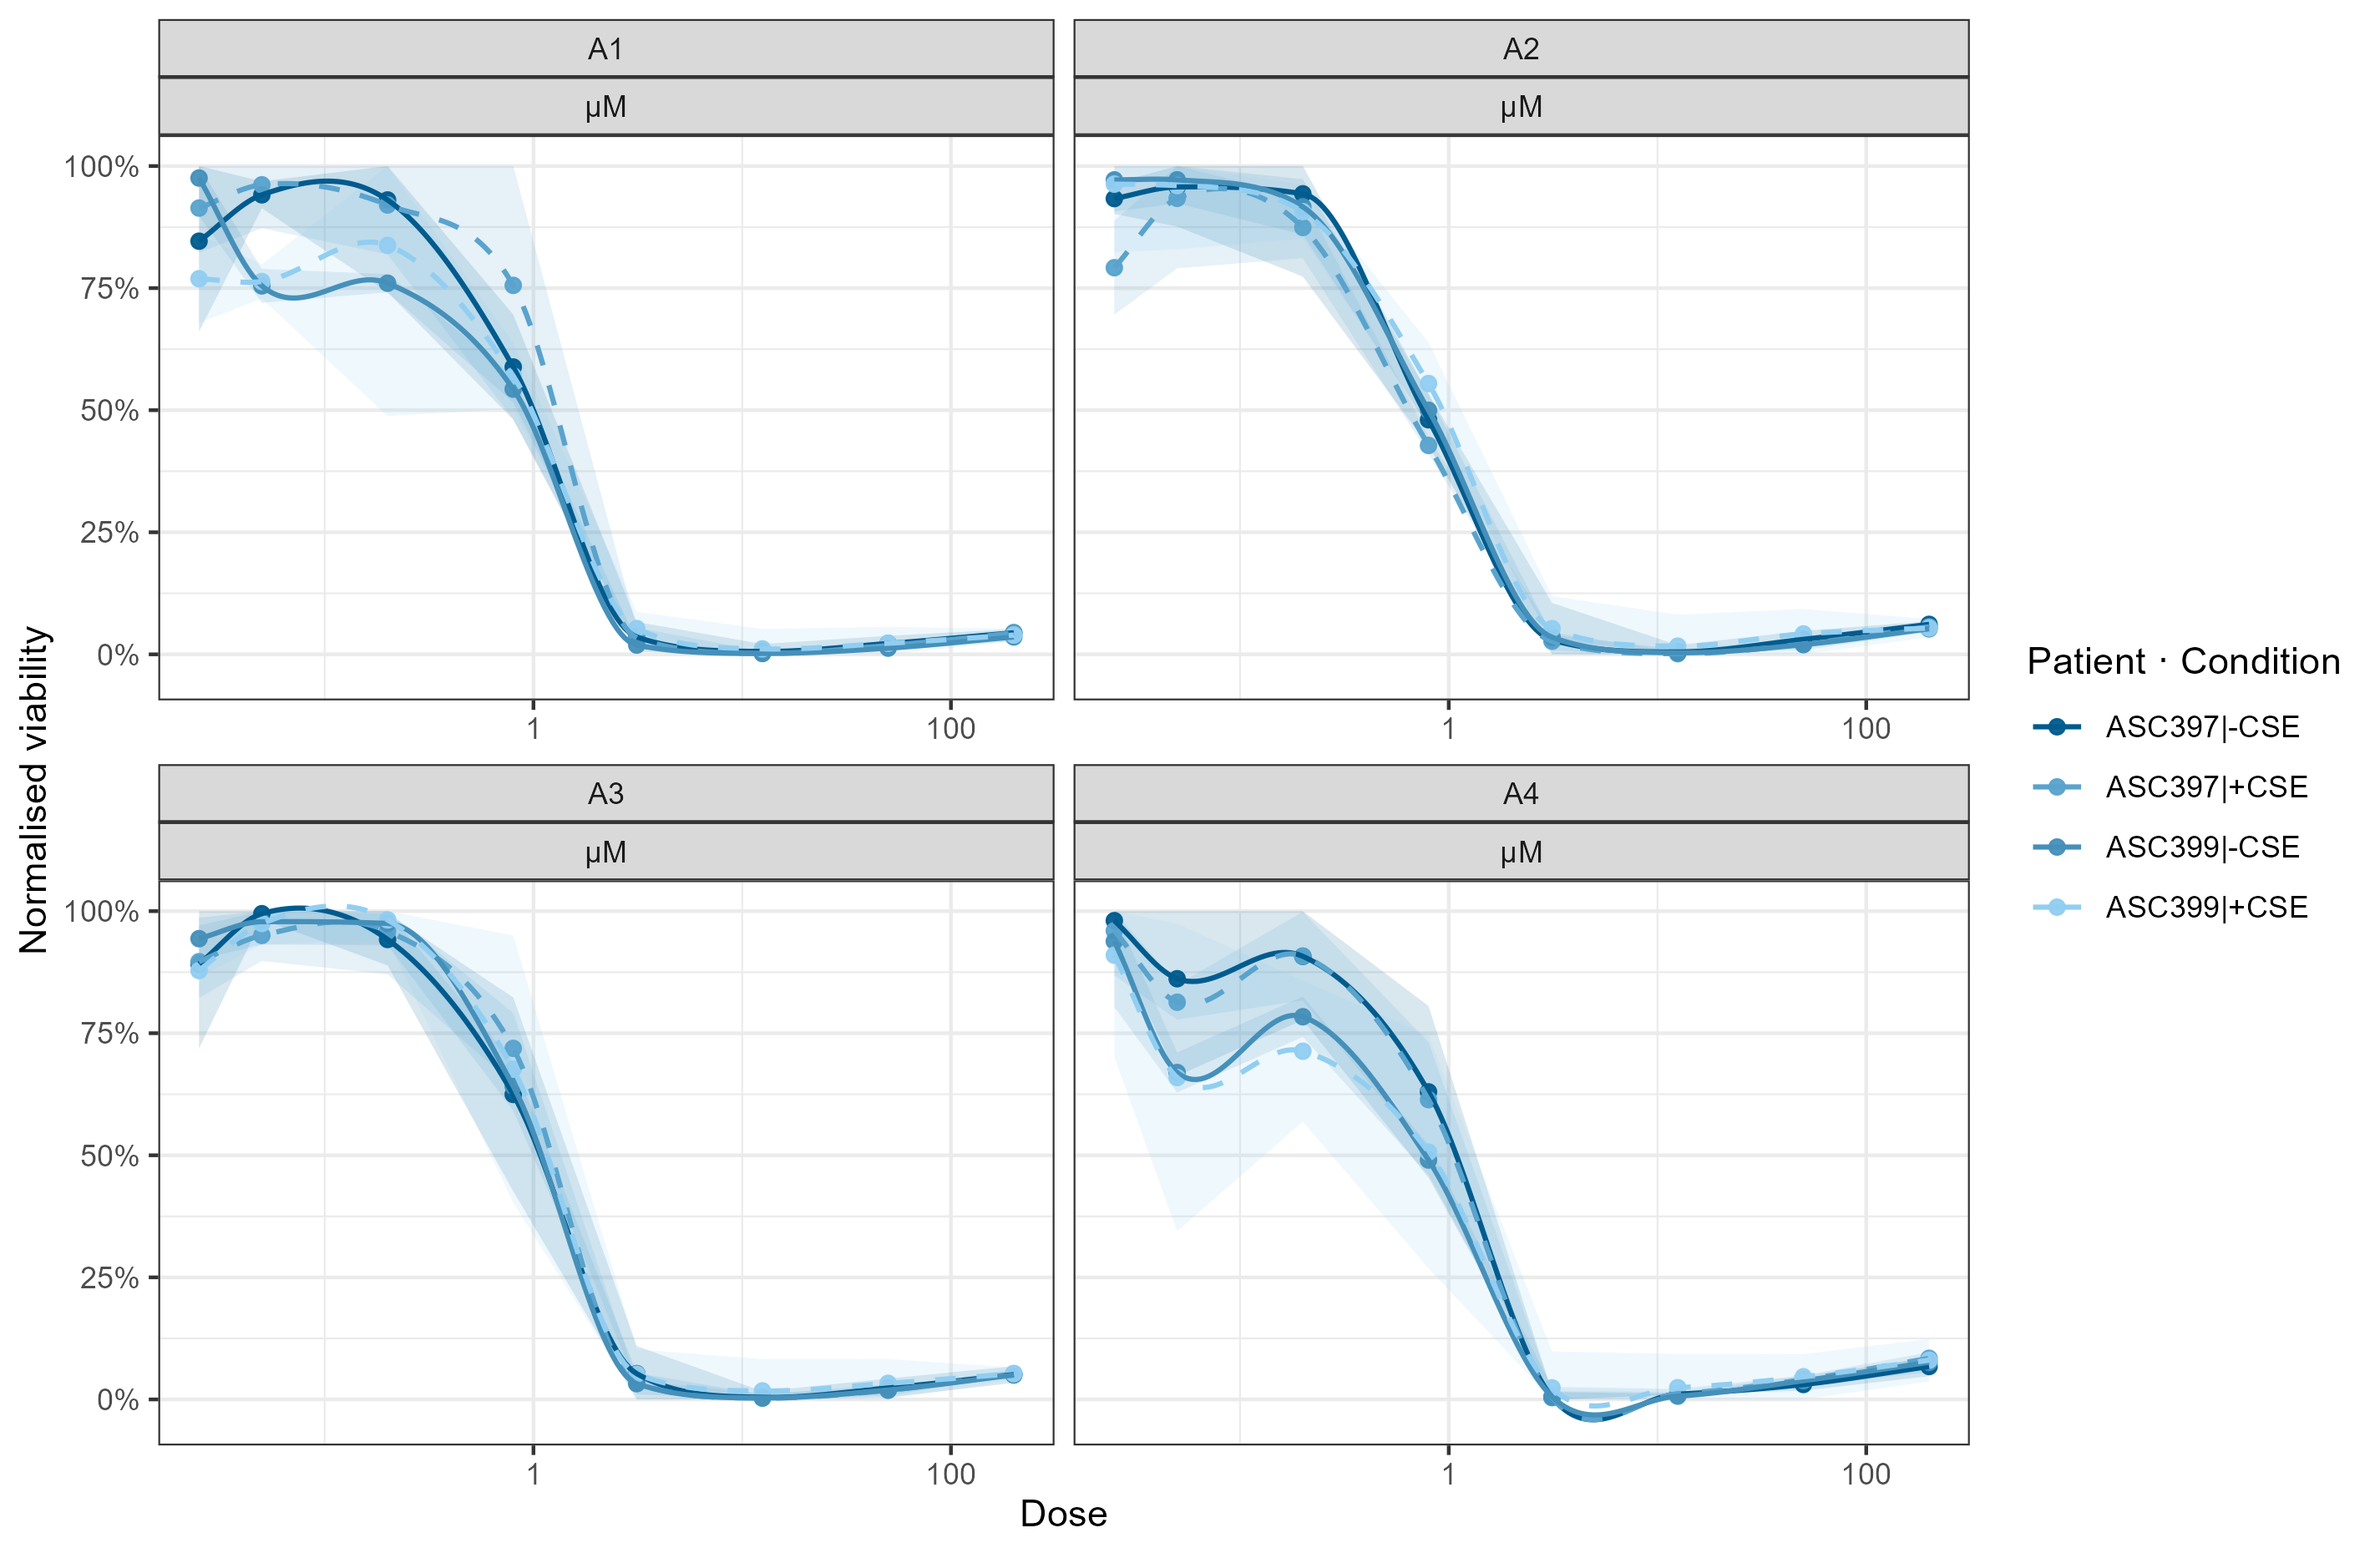 A1
A2
µM
µM
100%
75%
50%
25%
0%
1
100
1
100
A3
A4
µM
µM
100%
75%
50%
25%
0%
1
100
1
100
Dose
Normalised viability
Patient · Condition
ASC397|-CSE
ASC397|+CSE
ASC399|-CSE
ASC399|+CSE